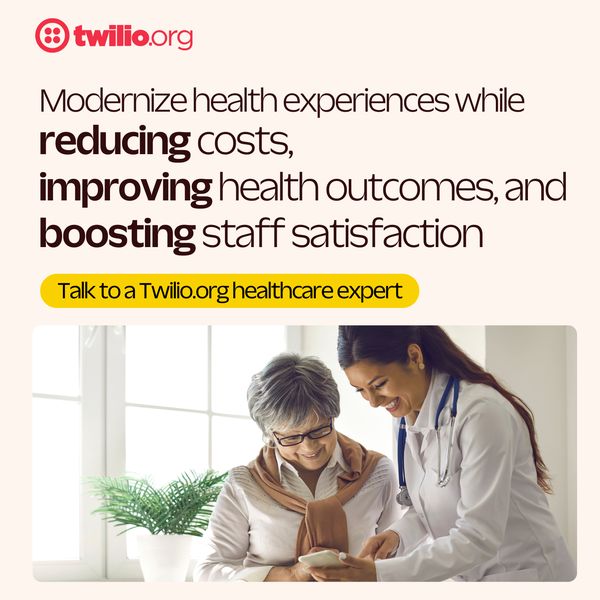 twilio.org
Modernize health experiences while
reducing costs,
improving health outcomes, and
boosting staff satisfaction
Talk to a Twilio.org healthcare expert